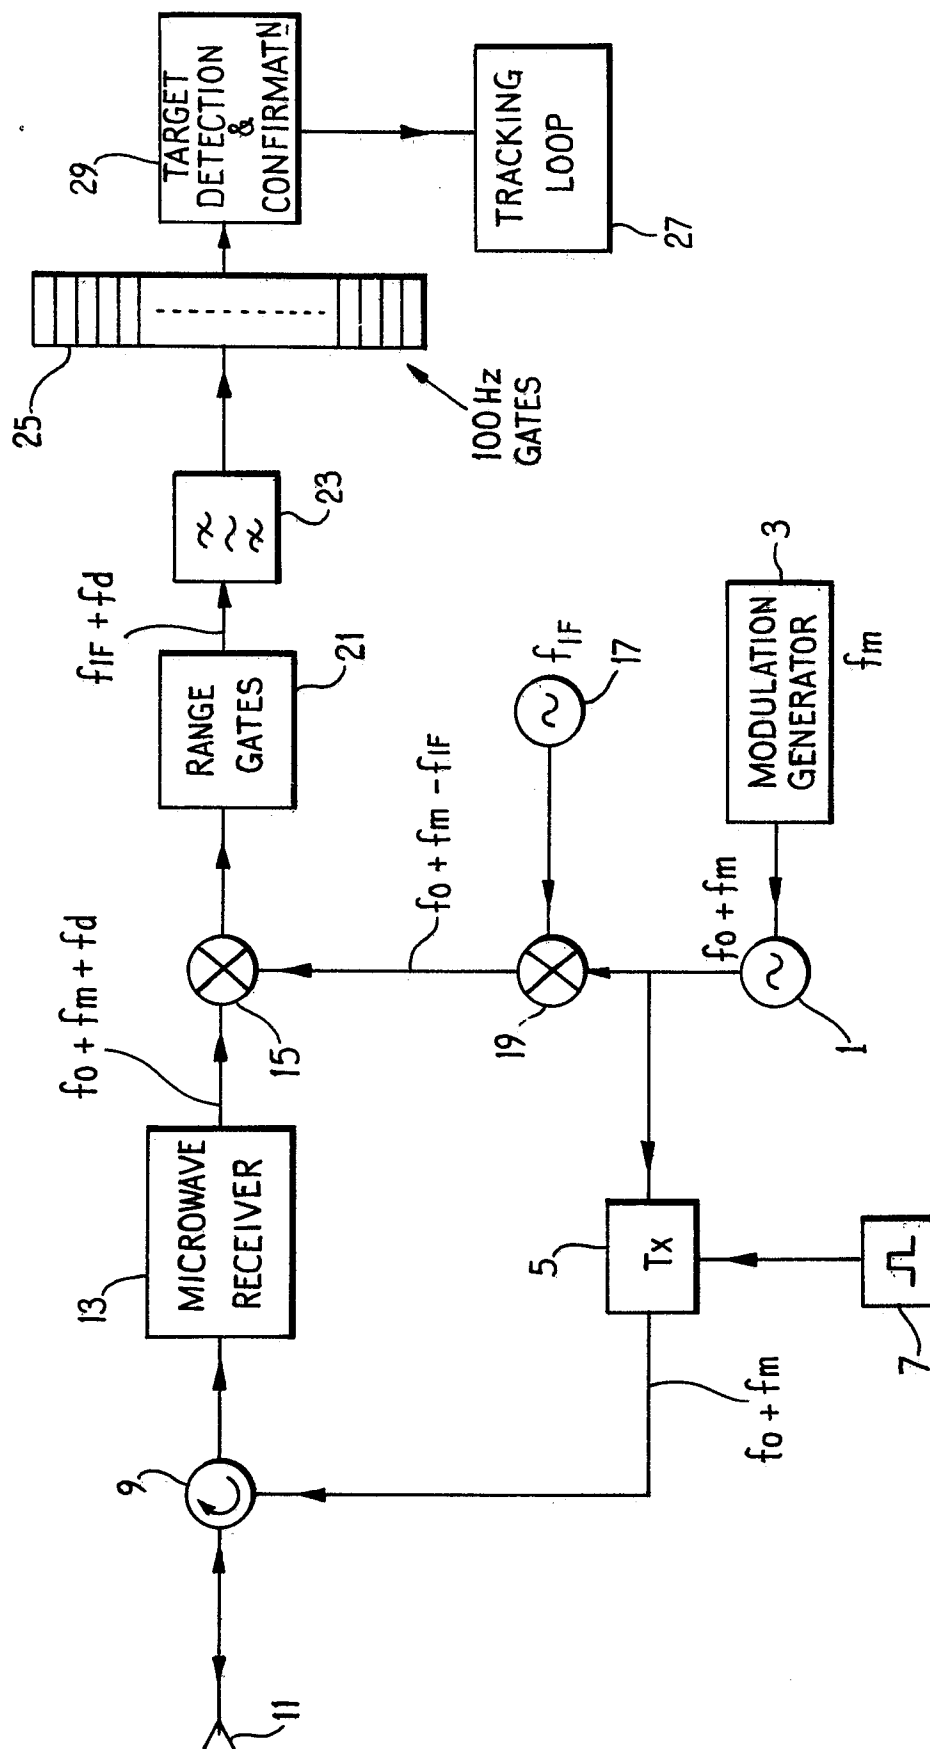 11
9
13
MICROWAVE
RECEIVER
fo + fm + fd
15
RANGE
GATES
21
fIF + fd
23
25
100 Hz
GATES
29
TARGET
DETECTION
&
CONFIRMATN
TRACKING
LOOP
27
fo + fm - fIF
19
fIF
17
fo + fm
1
MODULATION
GENERATOR
3
fm
5
Tx
7
fo + fm